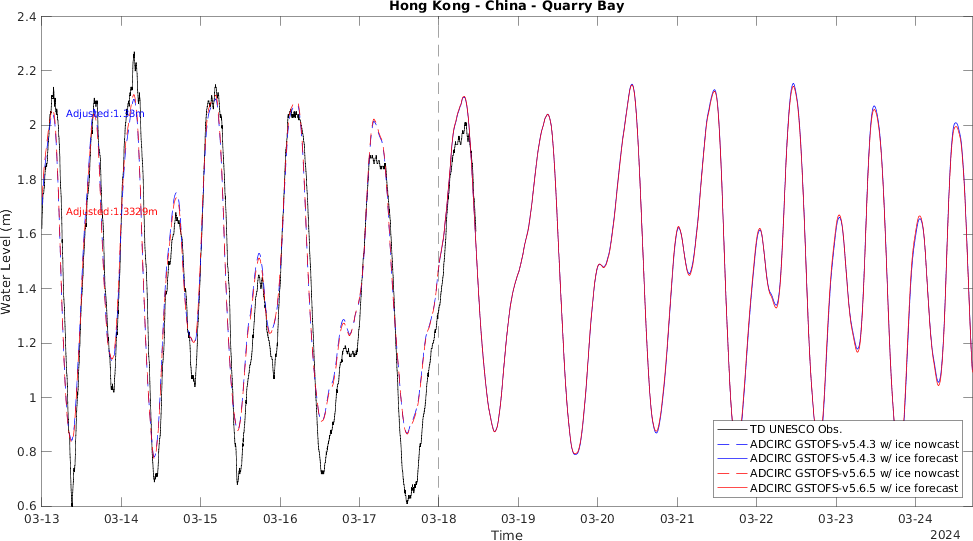 Hong Kong - China - Quarry Bay
2.4
2.2
2
1.8
1.6
1.4
1.2
1
0.8
0.6
Water Level (m)
Adjusted:1.38m
Adjusted:1.3329m
TD UNESCO Obs.
ADCIRC GSTOFS-v5.4.3 w/ ice nowcast
ADCIRC GSTOFS-v5.4.3 w/ ice forecast
ADCIRC GSTOFS-v5.6.5 w/ ice nowcast
ADCIRC GSTOFS-v5.6.5 w/ ice forecast
03-13 03-14 03-15 03-16 03-17 03-18 03-19 03-20 03-21 03-22 03-23 03-24
Time
2024